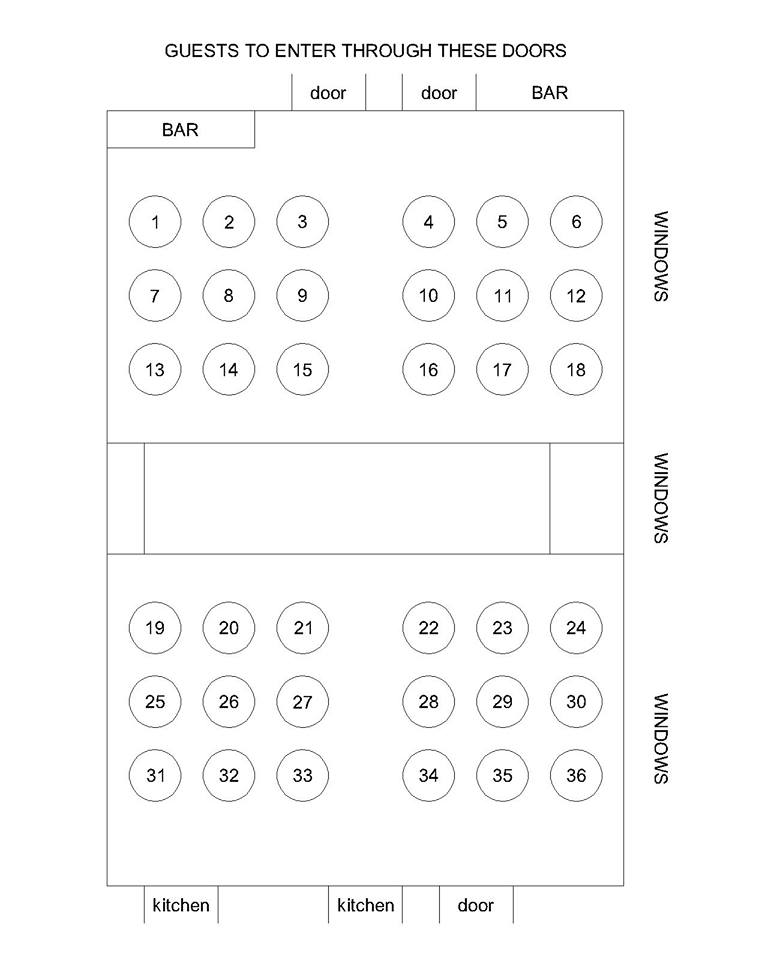 GUESTS TO ENTER THROUGH THESE DOORS
door door BAR
BAR
1 2 3 4 5 6
WINDOWS
7 8 9 10 11 12
13 14 15 16 17 18
WINDOWS
19 20 21 22 23 24
25 26 27 28 29 30
WINDOWS
31 32 33 34 35 36
kitchen kitchen door